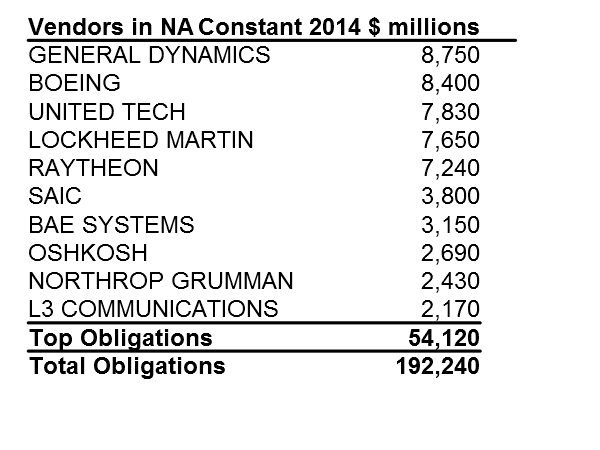 Vendors in NA Constant 2014 $ millions
GENERAL DYNAMICS 8,750
BOEING 8,400
UNITED TECH 7,830
LOCKHEED MARTIN 7,650
RAYTHEON 7,240
SAIC 3,800
BAE SYSTEMS 3,150
OSHKOSH 2,690
NORTHROP GRUMMAN 2,430
L3 COMMUNICATIONS 2,170
Top Obligations 54,120
Total Obligations 192,240